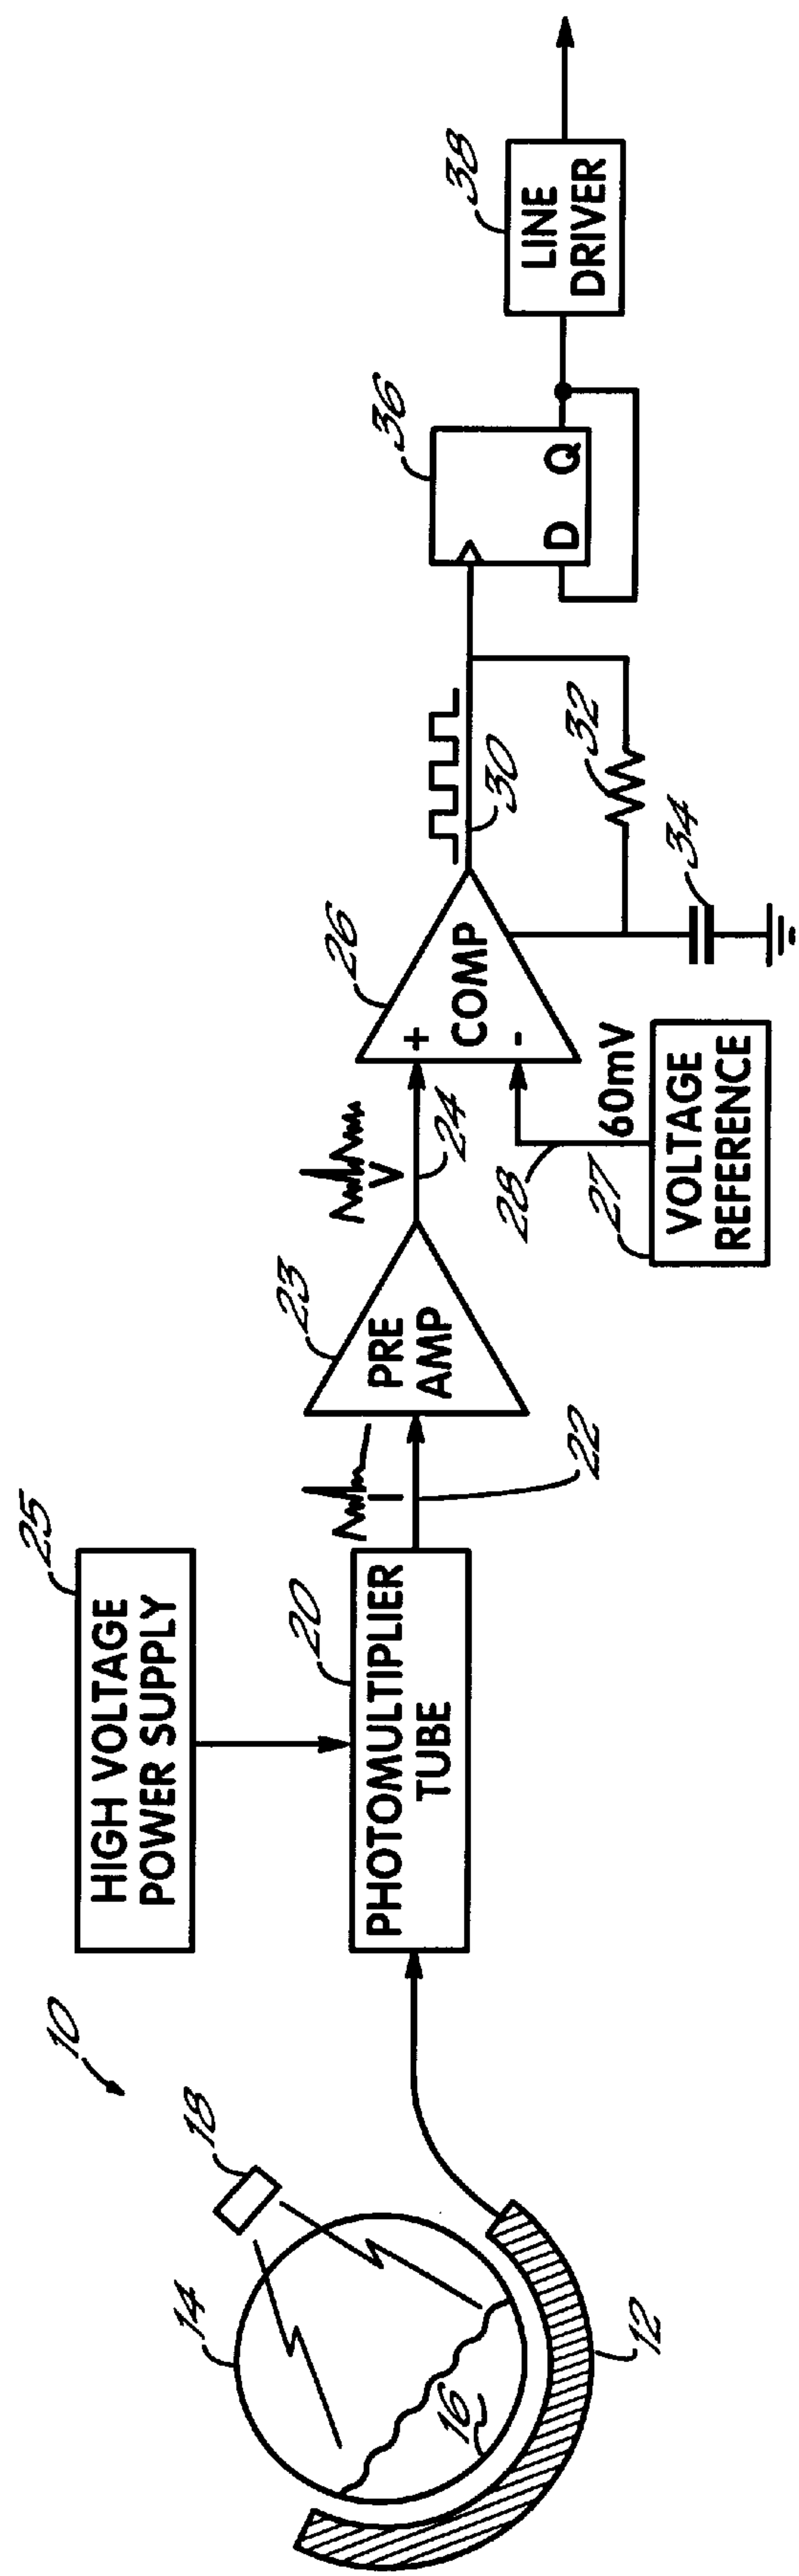 10
14
18
16
12
25
HIGH VOLTAGE
POWER SUPPLY
20
PHOTOMULTIPLIER
TUBE
I
22
23
PRE
AMP
V
24
26
+
COMP
-
28
60mV
27
VOLTAGE
REFERENCE
30
32
34
36
D Q
38
LINE
DRIVER